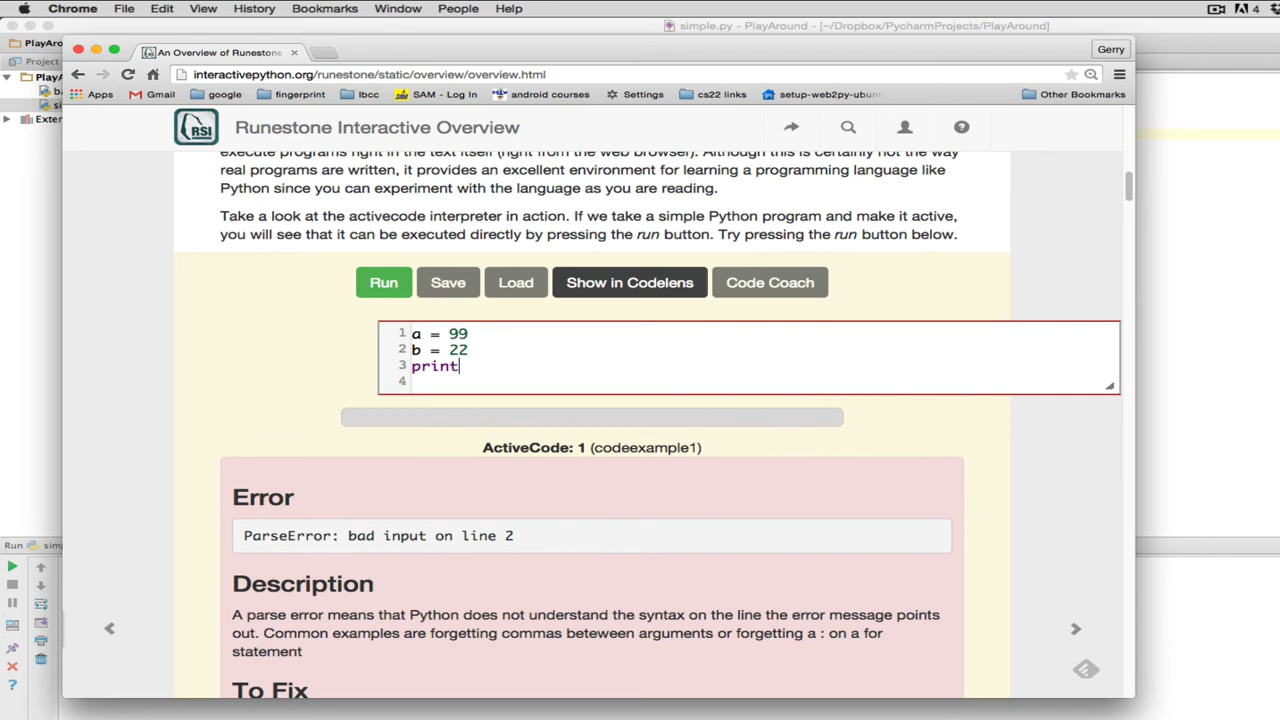 Chrome File Edit View History Bookmarks Window People Help 4
simple.py - PlayAround - [~/Dropbox/PycharmProjects/PlayAround]
PlayAro
An Overview of Runestone × Gerry
Project
interactivepython.org/runestone/static/overview/overview.html
PlayA
Apps Gmail google fingerprint lbcc SAM - Log In android courses Settings cs22 links setup-web2py-ubun Other Bookmarks
Exter
RSI Runestone Interactive Overview
execute programs right in the text itself (right from the web browser). Although this is certainly not the way
real programs are written, it provides an excellent environment for learning a programming language like
Python since you can experiment with the language as you are reading.
Take a look at the activecode interpreter in action. If we take a simple Python program and make it active,
you will see that it can be executed directly by pressing the run button. Try pressing the run button below.
Run Save Load Show in Codelens Code Coach
1 a = 99
2 b = 22
3 print
4
ActiveCode: 1 (codeexample1)
Error
ParseError: bad input on line 2
Run sim
Description
A parse error means that Python does not understand the syntax on the line the error message points
out. Common examples are forgetting commas beteween arguments or forgetting a : on a for
statement
To Fix